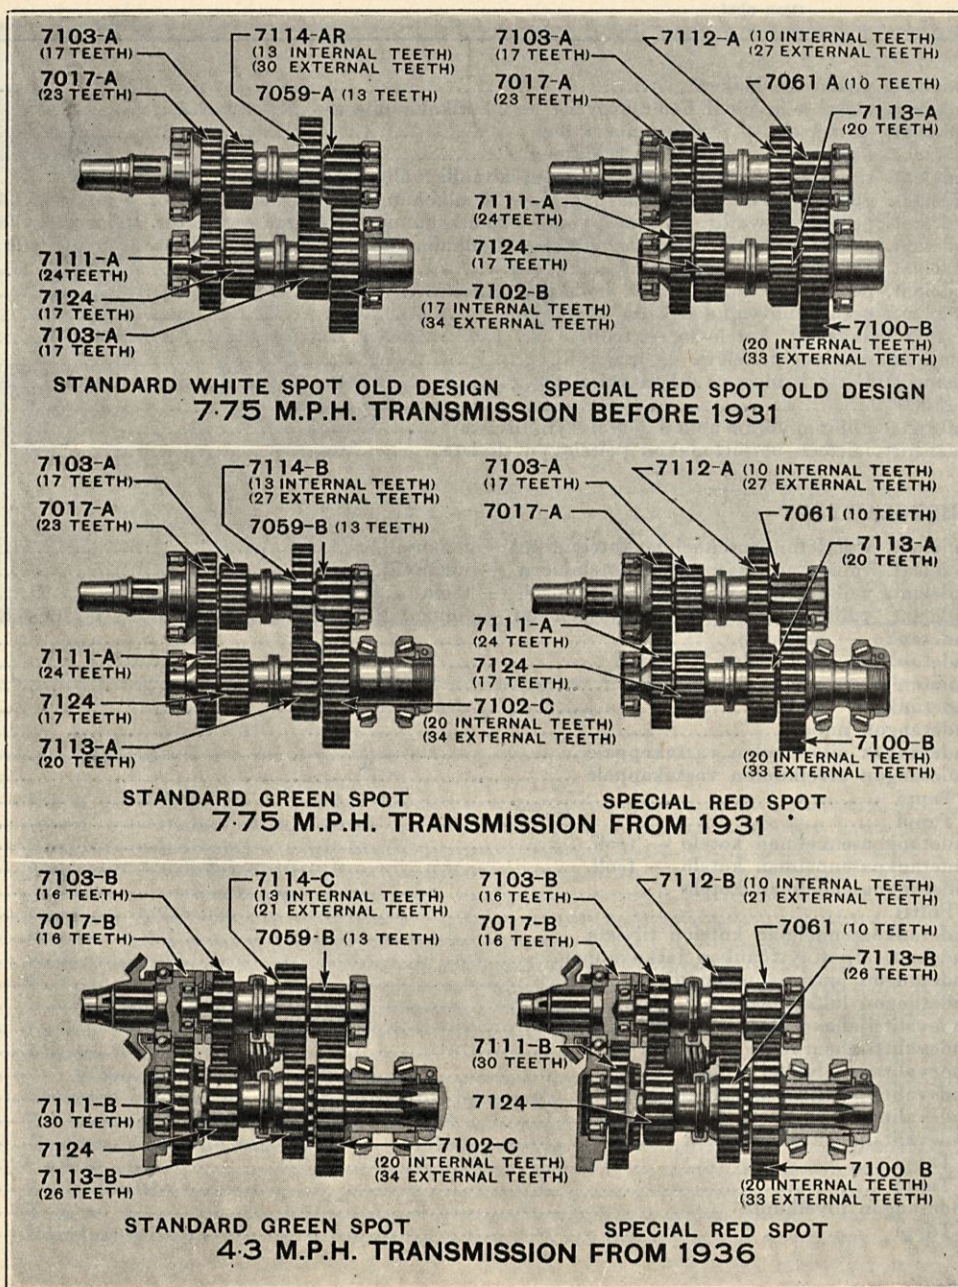 7103-A
(17 TEETH)
7017-A
(23 TEETH)
7114-AR
(13 INTERNAL TEETH)
(30 EXTERNAL TEETH)
7059-A (13 TEETH)
7111-A
(24TEETH)
7124
(17 TEETH)
7103-A
(17 TEETH)
7102-B
(17 INTERNAL TEETH)
(34 EXTERNAL TEETH)
STANDARD WHITE SPOT OLD DESIGN
7103-A
(17 TEETH)
7017-A
(23 TEETH)
7112-A (10 INTERNAL TEETH)
(27 EXTERNAL TEETH)
7061 A (10 TEETH)
7113-A
(20 TEETH)
7111-A
(24TEETH)
7124
(17 TEETH)
7100-B
(20 INTERNAL TEETH)
(33 EXTERNAL TEETH)
SPECIAL RED SPOT OLD DESIGN
7·75 M.P.H. TRANSMISSION BEFORE 1931
7103-A
(17 TEETH)
7017-A
(23 TEETH)
7114-B
(13 INTERNAL TEETH)
(27 EXTERNAL TEETH)
7059-B (13 TEETH)
7111-A
(24 TEETH)
7124
(17 TEETH)
7113-A
(20 TEETH)
7102-C
(20 INTERNAL TEETH)
(34 EXTERNAL TEETH)
STANDARD GREEN SPOT
7103-A
(17 TEETH)
7017-A
7112-A (10 INTERNAL TEETH)
(27 EXTERNAL TEETH)
7061 (10 TEETH)
7113-A
(20 TEETH)
7111-A
(24 TEETH)
7124
(17 TEETH)
7100-B
(20 INTERNAL TEETH)
(33 EXTERNAL TEETH)
SPECIAL RED SPOT
7·75 M.P.H. TRANSMISSION FROM 1931
7103-B
(16 TEETH)
7017-B
(16 TEETH)
7114-C
(13 INTERNAL TEETH)
(21 EXTERNAL TEETH)
7059-B (13 TEETH)
7111-B
(30 TEETH)
7124
7113-B
(26 TEETH)
7102-C
(20 INTERNAL TEETH)
(34 EXTERNAL TEETH)
STANDARD GREEN SPOT
7103-B
(16 TEETH)
7017-B
(16 TEETH)
7112-B (10 INTERNAL TEETH)
(21 EXTERNAL TEETH)
7061 (10 TEETH)
7113-B
(26 TEETH)
7111-B
(30 TEETH)
7124
7100 B
(20 INTERNAL TEETH)
(33 EXTERNAL TEETH)
SPECIAL RED SPOT
4·3 M.P.H. TRANSMISSION FROM 1936